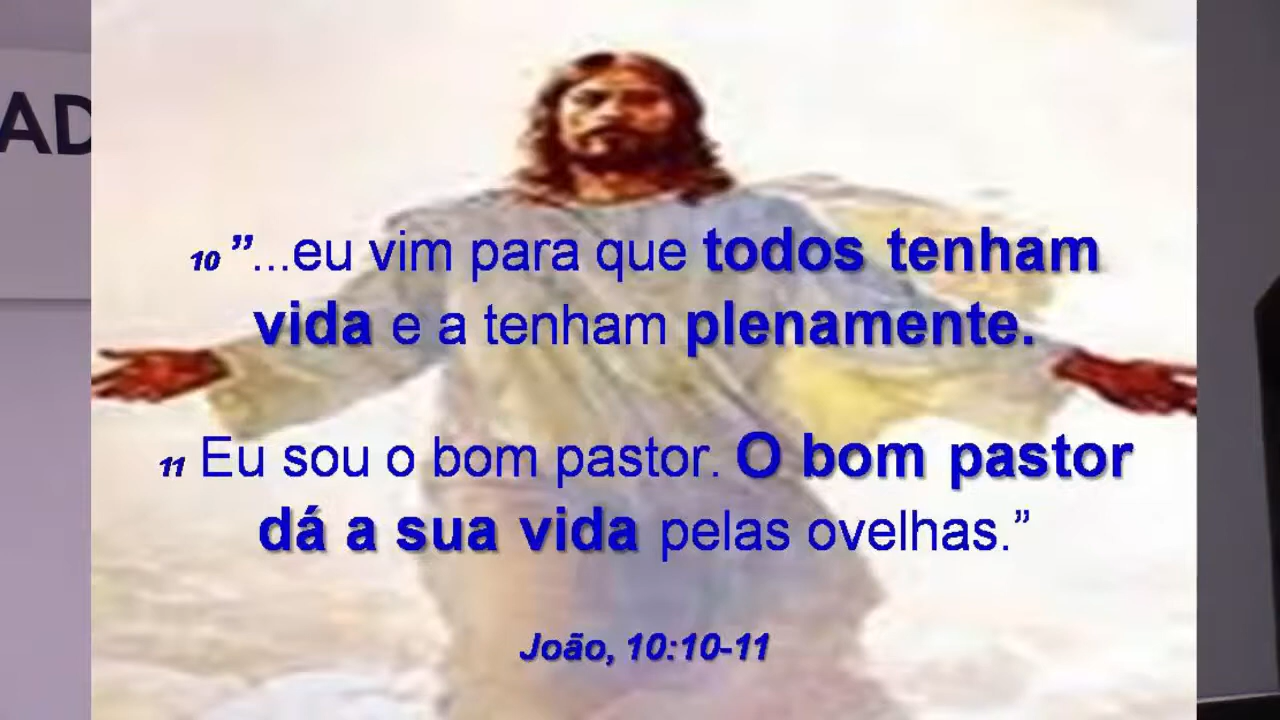 AD
10 ”...eu vim para que todos tenham
vida e a tenham plenamente.
11 Eu sou o bom pastor. O bom pastor
dá a sua vida pelas ovelhas.”
João, 10:10-11